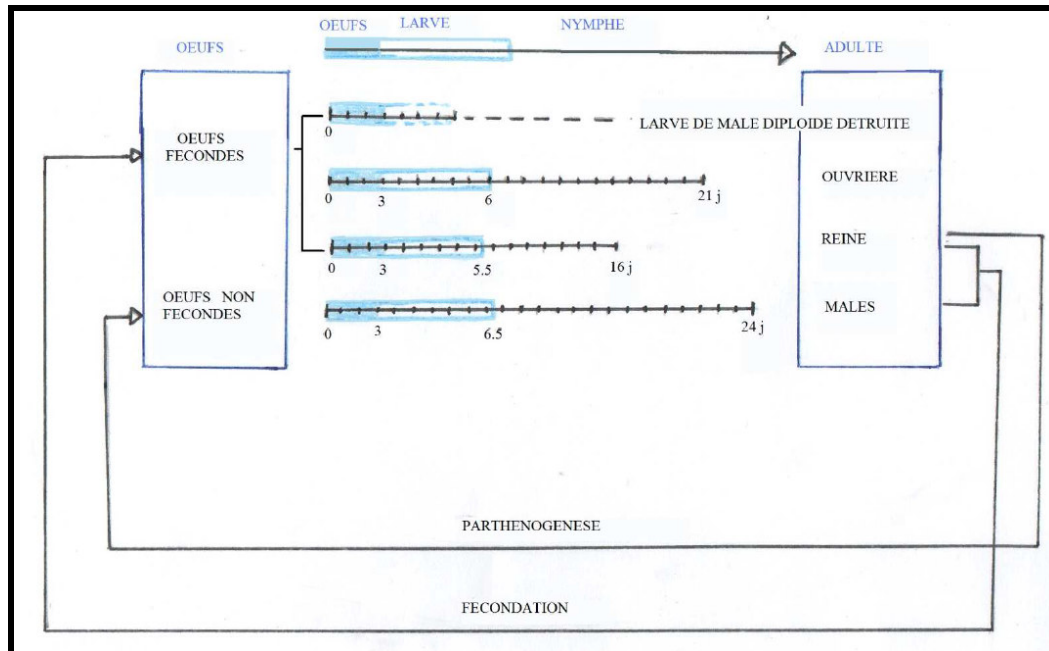 OEUFS LARVE NYMPHE
OEUFS ADULTE
0 LARVE DE MALE DIPLOIDE DETRUITE
OEUFS
FECONDES
OUVRIERE
0 3 6 21 j
REINE
0 3 5.5 16 j
OEUFS NON
FECONDES
MALES
0 3 6.5 24 j
PARTHENOGENESE
FECONDATION